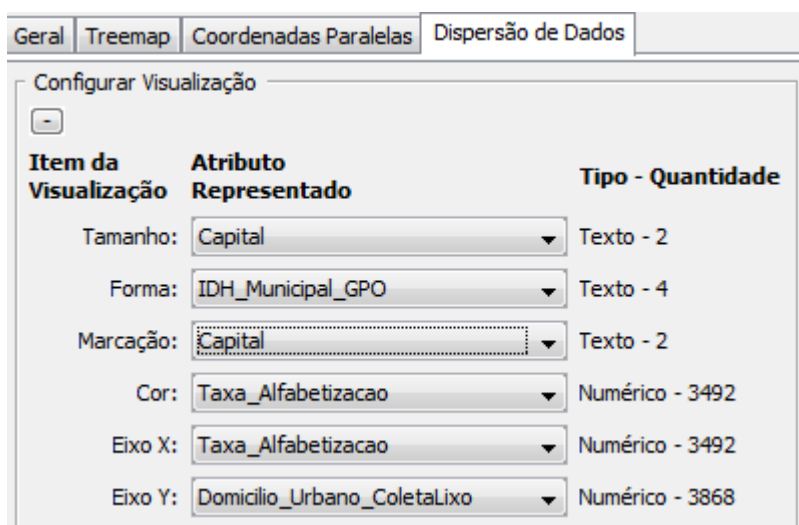 Geral Treemap Coordenadas Paralelas Dispersão de Dados
Configurar Visualização
-
Item da Visualização Atributo Representado Tipo - Quantidade
Tamanho: Capital Texto - 2
Forma: IDH_Municipal_GPO Texto - 4
Marcação: Capital Texto - 2
Cor: Taxa_Alfabetizacao Numérico - 3492
Eixo X: Taxa_Alfabetizacao Numérico - 3492
Eixo Y: Domicilio_Urbano_ColetaLixo Numérico - 3868